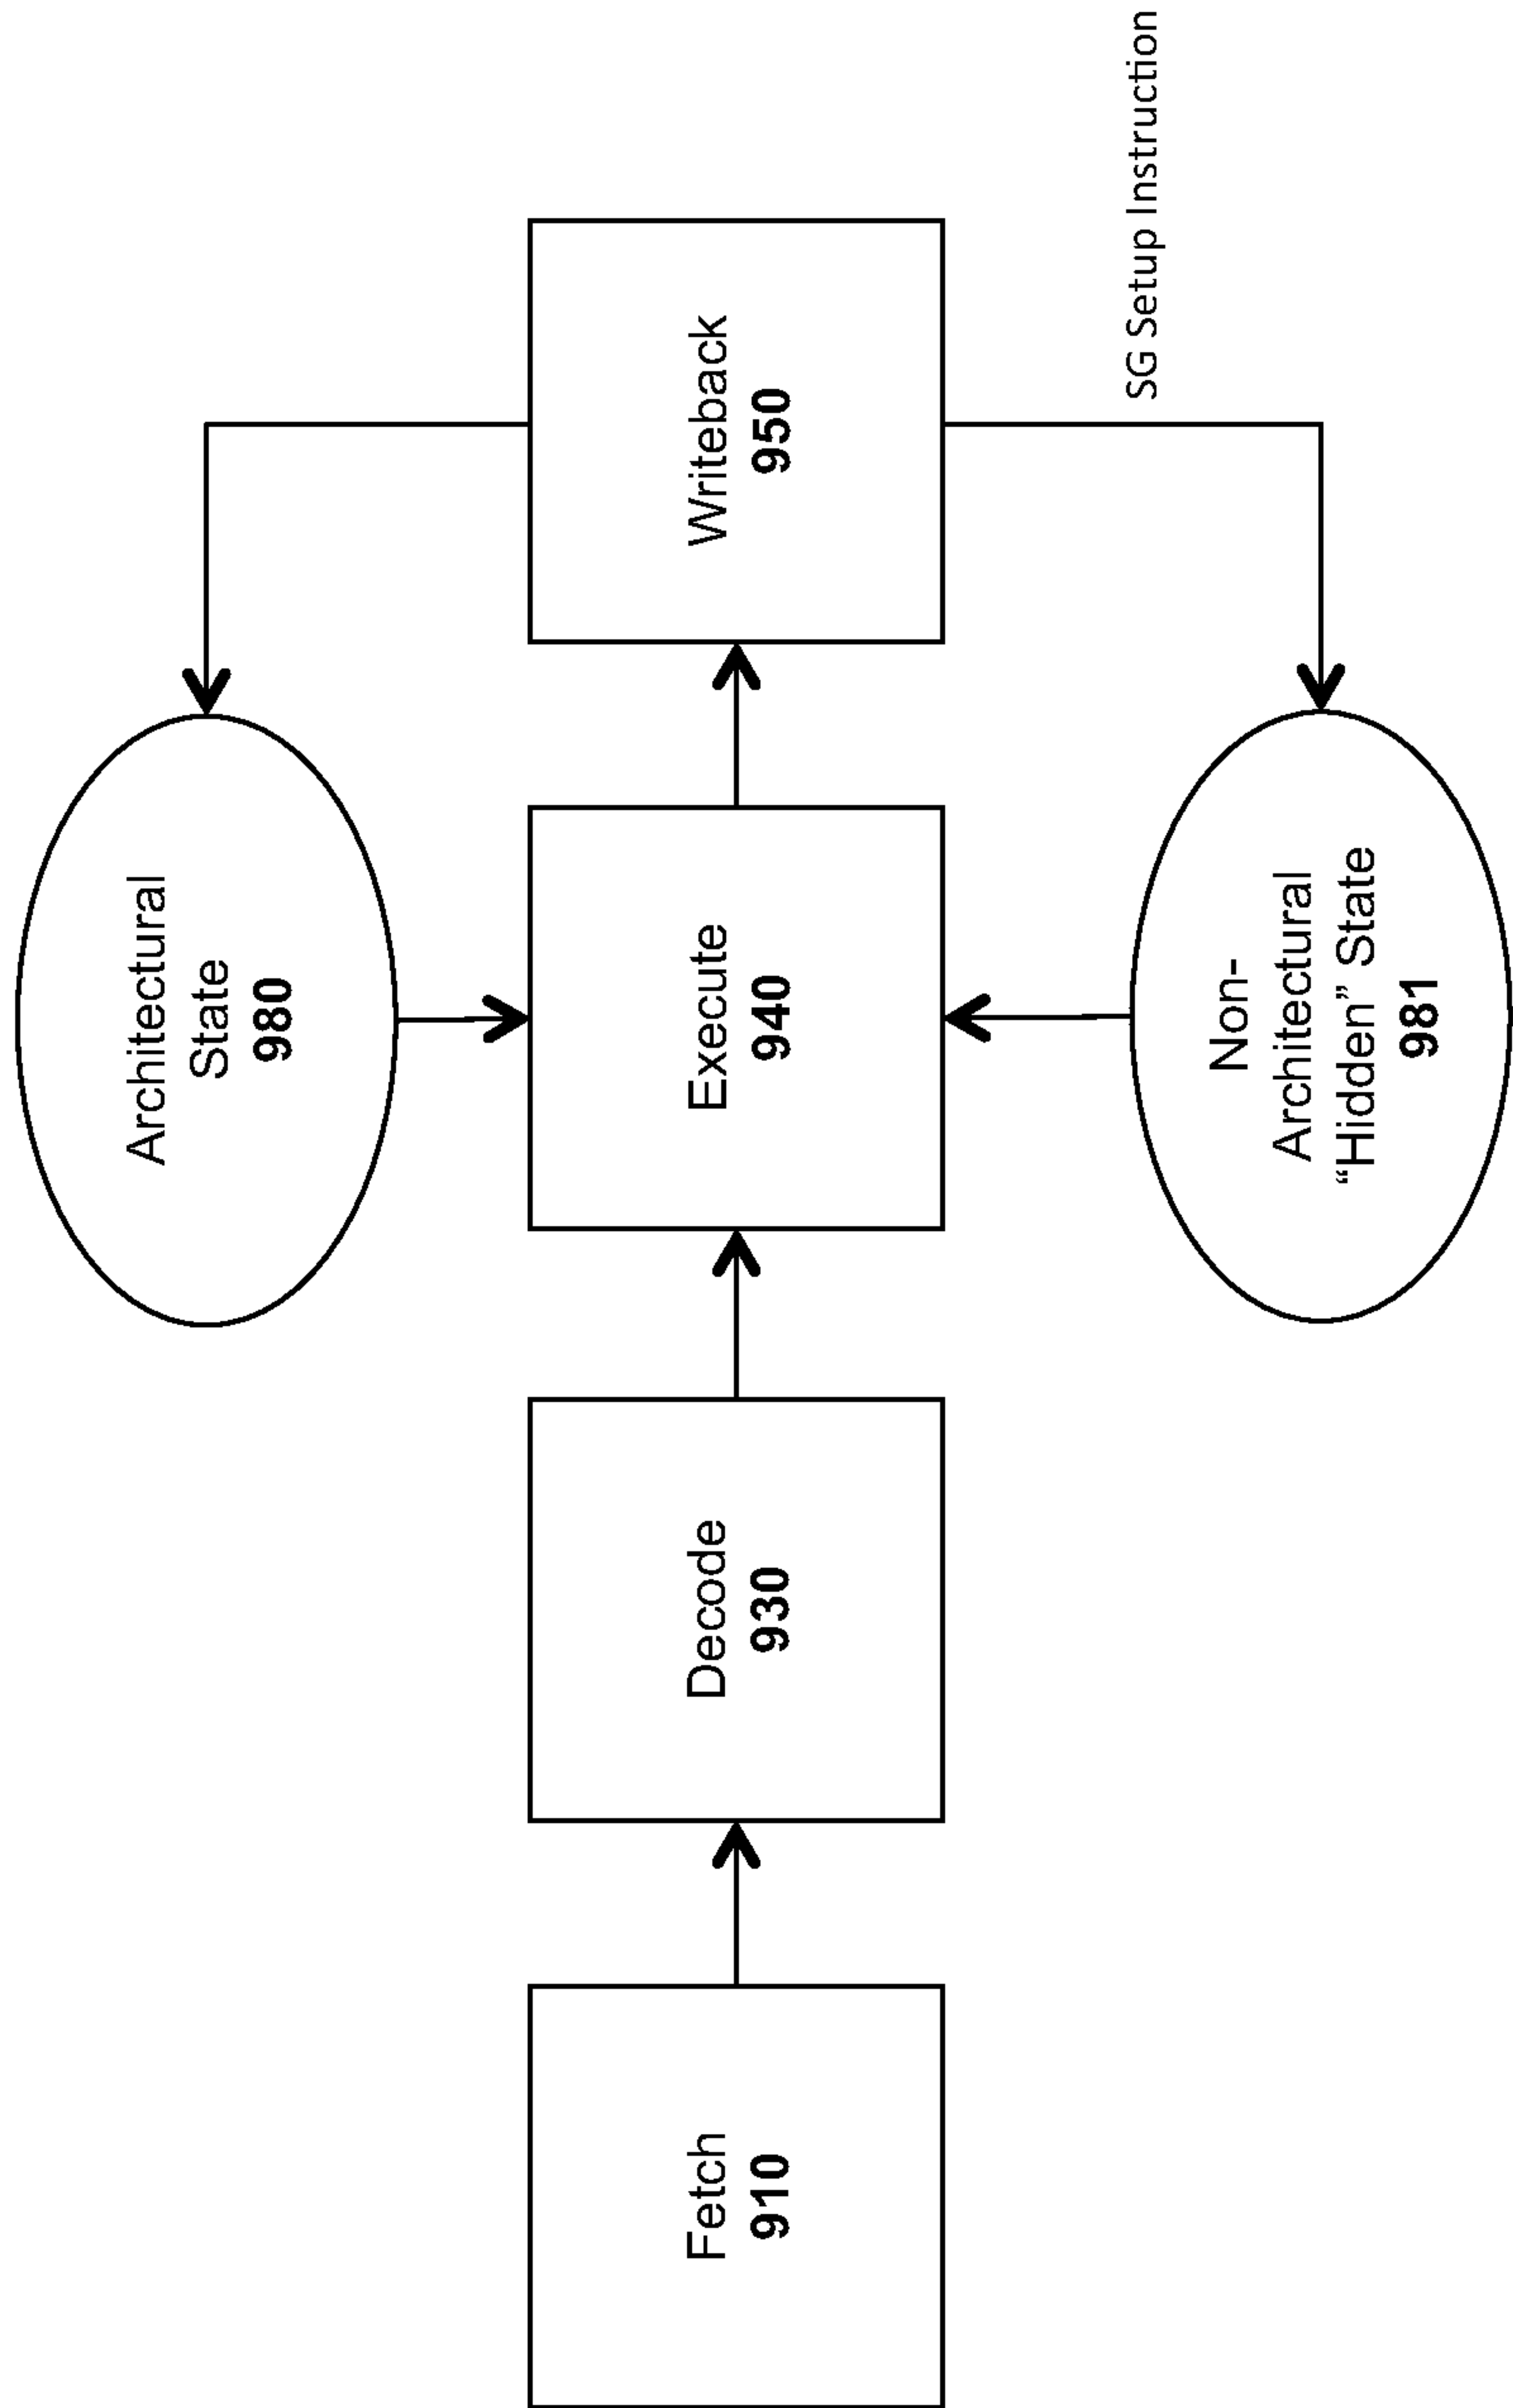 Architectural
State
980
Fetch
910
Decode
930
Execute
940
Writeback
950
SG Setup Instruction
Non-
Architectural
“Hidden” State
981